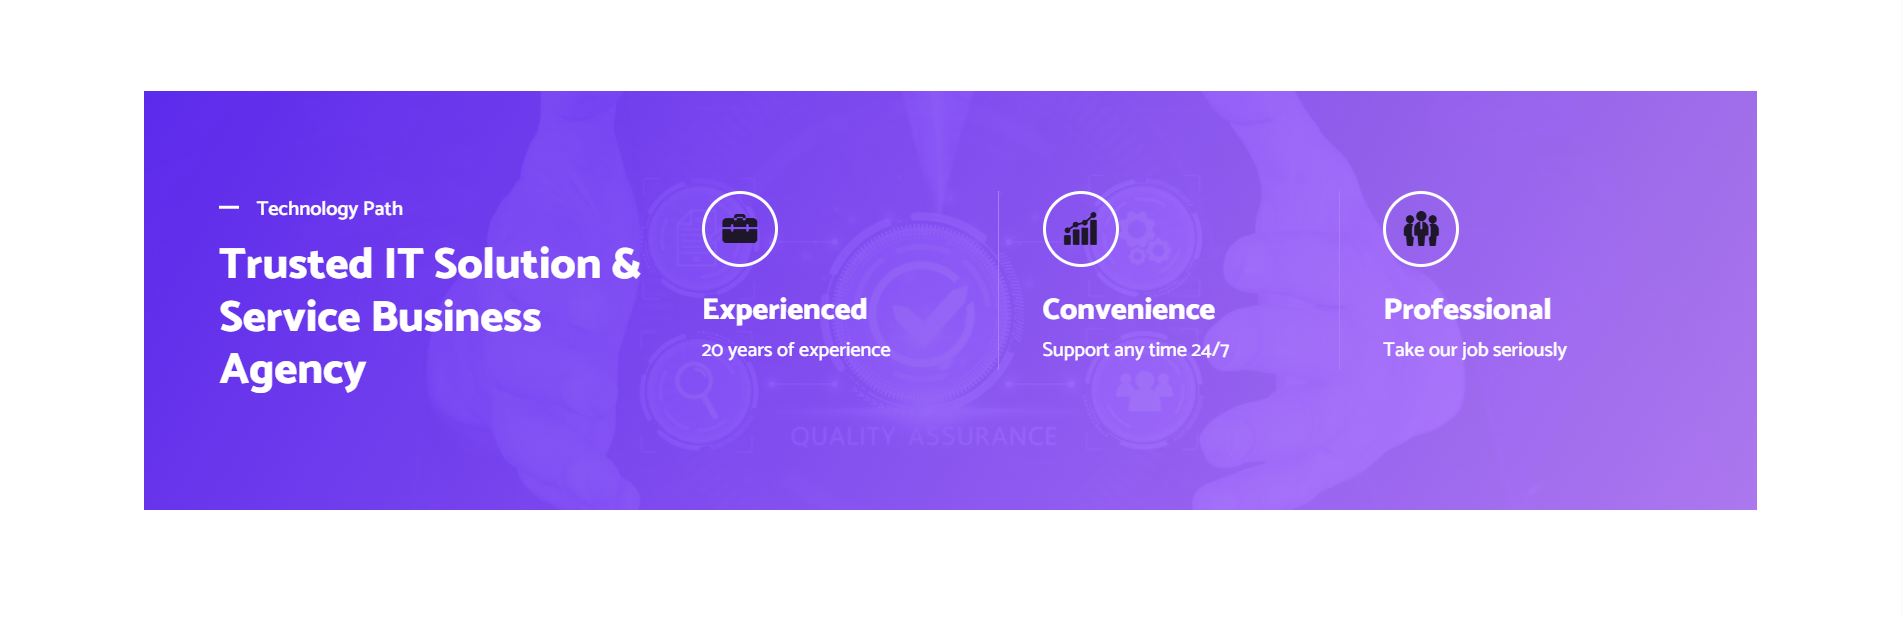 Technology Path
Trusted IT Solution &
Service Business
Agency
Experienced
20 years of experience
Convenience
Support any time 24/7
Professional
Take our job seriously
QUALITY ASSURANCE